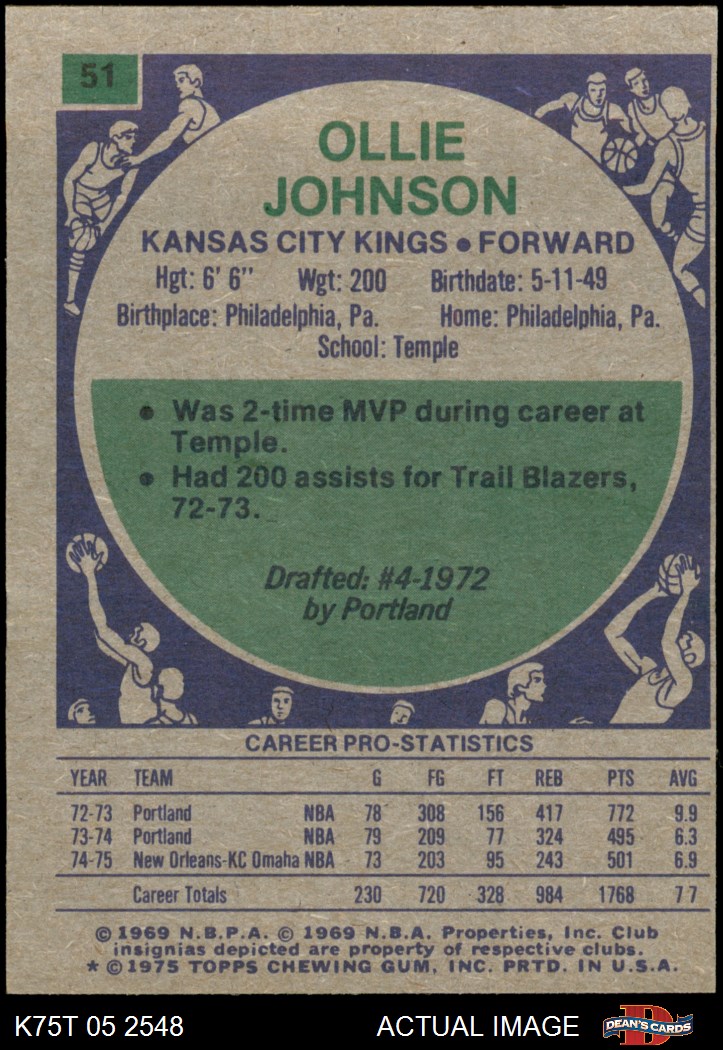 51
OLLIE
JOHNSON
KANSAS CITY KINGS • FORWARD
Hgt: 6' 6" Wgt: 200 Birthdate: 5-11-49
Birthplace: Philadelphia, Pa. Home: Philadelphia, Pa.
School: Temple
• Was 2-time MVP during career at
Temple.
• Had 200 assists for Trail Blazers,
72-73.
Drafted: #4-1972
by Portland
CAREER PRO-STATISTICS
YEAR TEAM G FG FT REB PTS AVG
72-73 Portland NBA 78 308 156 417 772 9.9
73-74 Portland NBA 79 209 77 324 495 6.3
74-75 New Orleans-KC Omaha NBA 73 203 95 243 501 6.9
Career Totals 230 720 328 984 1768 7 7
© 1969 N.B.P.A. © 1969 N.B.A. Properties, Inc. Club
insignias depicted are property of respective clubs.
* © 1975 TOPPS CHEWING GUM, INC. PRTD. IN U.S.A.
K75T 05 2548 ACTUAL IMAGE D DEAN'S CARDS